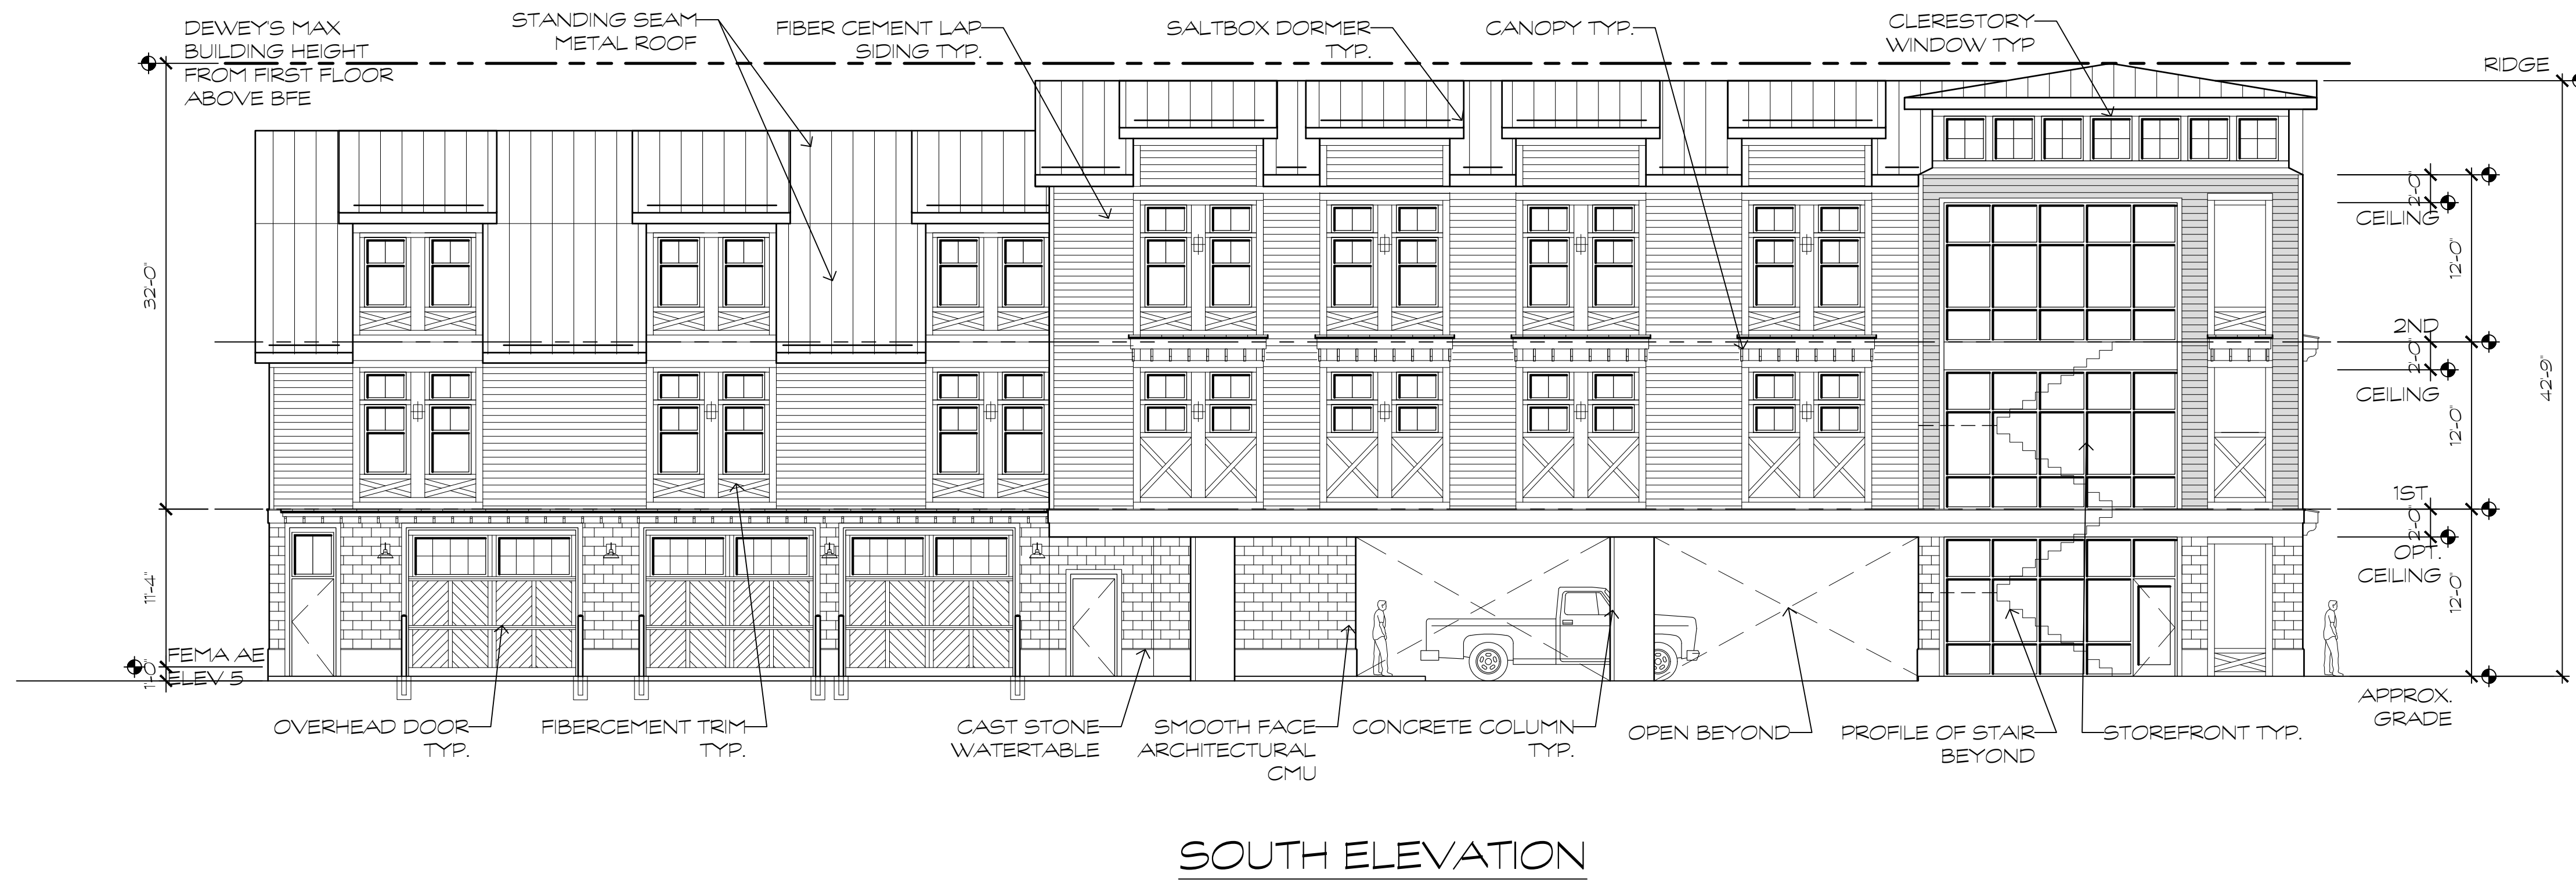 DEWEY'S MAX
BUILDING HEIGHT
FROM FIRST FLOOR
ABOVE BFE
STANDING SEAM
METAL ROOF
FIBER CEMENT LAP
SIDING TYP.
SALTBOX DORMER
TYP.
CANOPY TYP.
CLERESTORY
WINDOW TYP
RIDGE
2'-0"
CEILING
12'-0"
32'-0"
2ND
2'-0"
CEILING
42'-9"
12'-0"
1ST
2'-0"
OPT.
CEILING
12'-0"
11'-4"
FEMA AE
ELEV 5
1'-0"
APPROX.
GRADE
OVERHEAD DOOR
TYP.
FIBERCEMENT TRIM
TYP.
CAST STONE
WATERTABLE
SMOOTH FACE
ARCHITECTURAL
CMU
CONCRETE COLUMN
TYP.
OPEN BEYOND
PROFILE OF STAIR
BEYOND
STOREFRONT TYP.
SOUTH ELEVATION